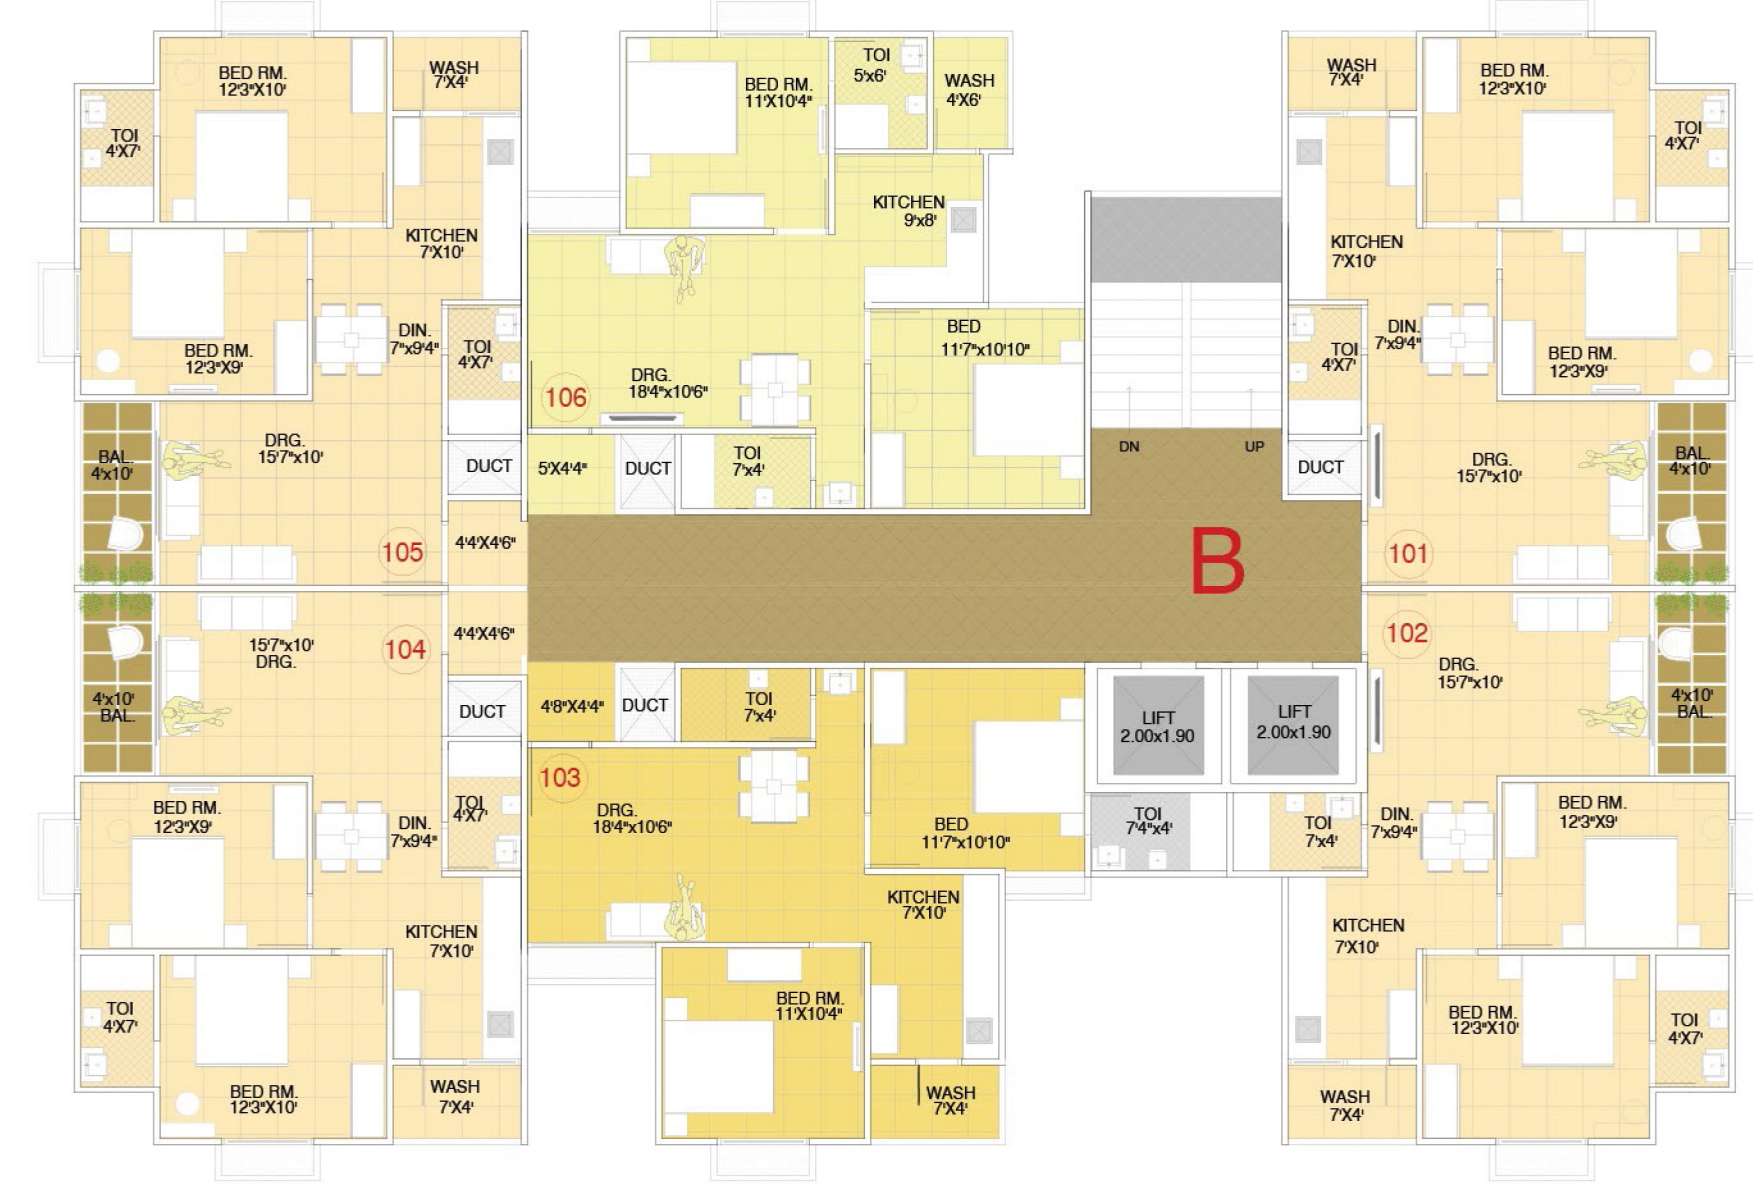 BED RM.
12'3"X10'
WASH
7'X4'
TOI
4'X7'
KITCHEN
7'X10'
BED RM.
12'3"X9'
DIN.
7"x9'4"
TOI
4'X7'
BAL.
4'x10'
DRG.
15'7"x10'
DUCT
105
4'4'X4'6"
BED RM.
11'X10'4"
TOI
5'x6'
WASH
4'X6'
KITCHEN
9'x8'
DRG.
18'4"x10'6"
106
BED
11'7"x10'10"
5'X4'4"
DUCT
TOI
7'x4'
DN
UP
B
WASH
7'X4'
BED RM.
12'3"X10'
TOI
4'X7'
KITCHEN
7'X10'
DIN.
7'x9'4"
BED RM.
12'3"X9'
TOI
4'X7'
DUCT
DRG.
15'7"x10'
BAL.
4'x10'
101
15'7"x10'
DRG.
104
4'4'X4'6"
4'x10'
BAL.
DUCT
BED RM.
12'3"X9'
DIN.
7'x9'4"
TOI
4'X7'
KITCHEN
7'X10'
TOI
4'X7'
BED RM.
12'3"X10'
WASH
7'X4'
4'8"X4'4"
DUCT
TOI
7'x4'
103
DRG.
18'4"x10'6"
BED
11'7"x10'10"
KITCHEN
7'X10'
BED RM.
11'X10'4"
WASH
7'X4'
LIFT
2.00x1.90
LIFT
2.00x1.90
TOI
7'4"x4'
TOI
7'x4'
102
DRG.
15'7"x10'
4'x10'
BAL.
DIN.
7'x9'4"
BED RM.
12'3"X9'
KITCHEN
7'X10'
BED RM.
12'3"X10'
TOI
4'X7'
WASH
7'X4'